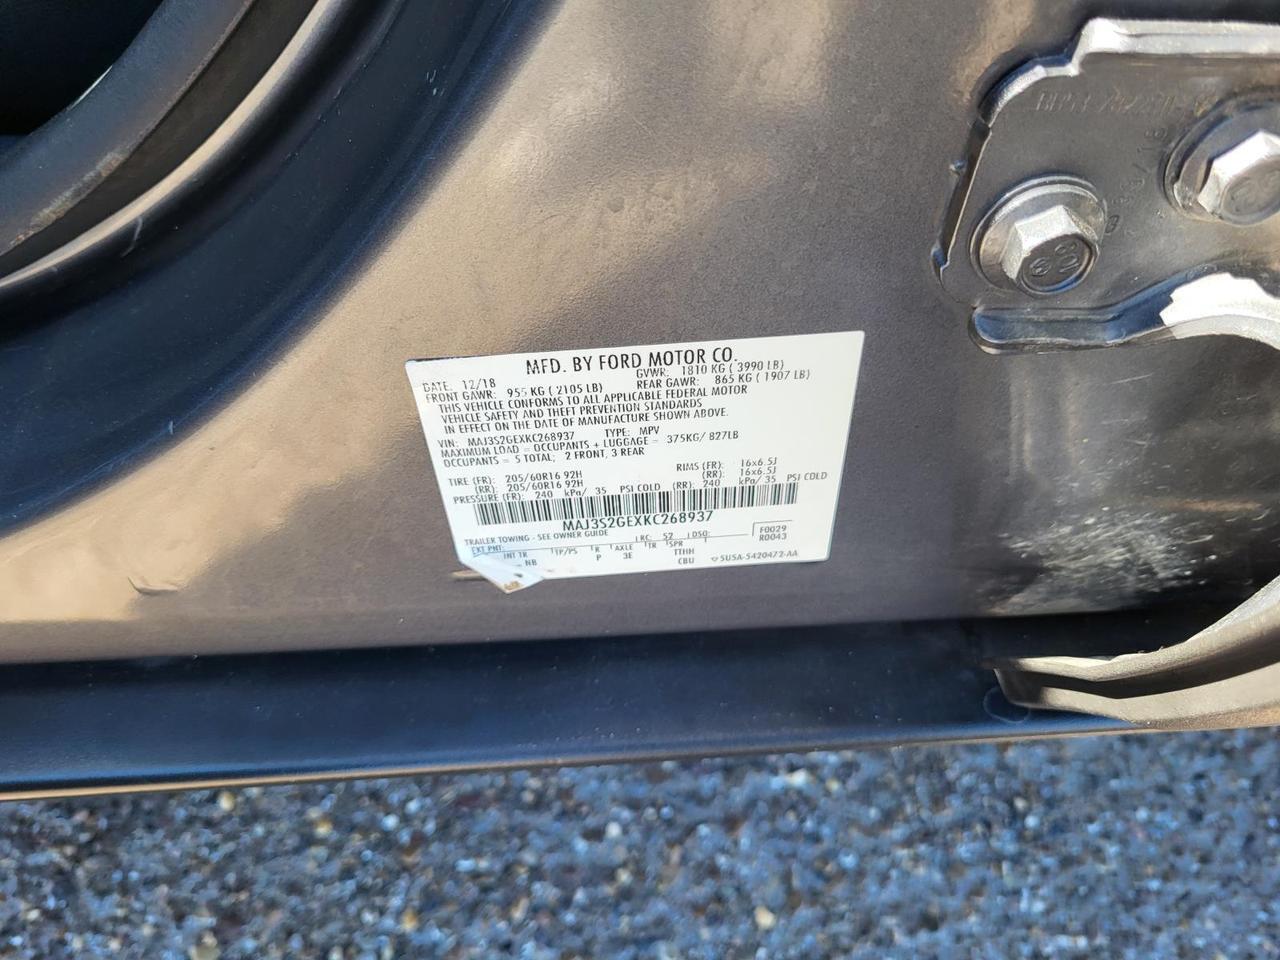 MFD. BY FORD MOTOR CO.
DATE: 12/18 GVWR: 1810 KG ( 3990 LB)
FRONT GAWR: 955 KG ( 2105 LB) REAR GAWR: 865 KG ( 1907 LB)
THIS VEHICLE CONFORMS TO ALL APPLICABLE FEDERAL MOTOR
VEHICLE SAFETY AND THEFT PREVENTION STANDARDS
IN EFFECT ON THE DATE OF MANUFACTURE SHOWN ABOVE.
VIN: MAJ3S2GEXKC268937 TYPE: MPV
MAXIMUM LOAD = OCCUPANTS + LUGGAGE = 375KG/ 827LB
OCCUPANTS = 5 TOTAL; 2 FRONT, 3 REAR
TIRE (FR): 205/60R16 92H RIMS (FR): 16x6.5J
(RR): 205/60R16 92H (RR): 16x6.5J
PRESSURE (FR): 240 kPa/ 35 PSI COLD (RR): 240 kPa/ 35 PSI COLD
MAJ3S2GEXKC268937
TRAILER TOWING - SEE OWNER GUIDE RC: 52 DSO: F0029
R0043
EXT PNT: INT TR TP/PS R AXLE TR SPR
NB P 3E TTHH
CBU 5U5A-5420472-AA